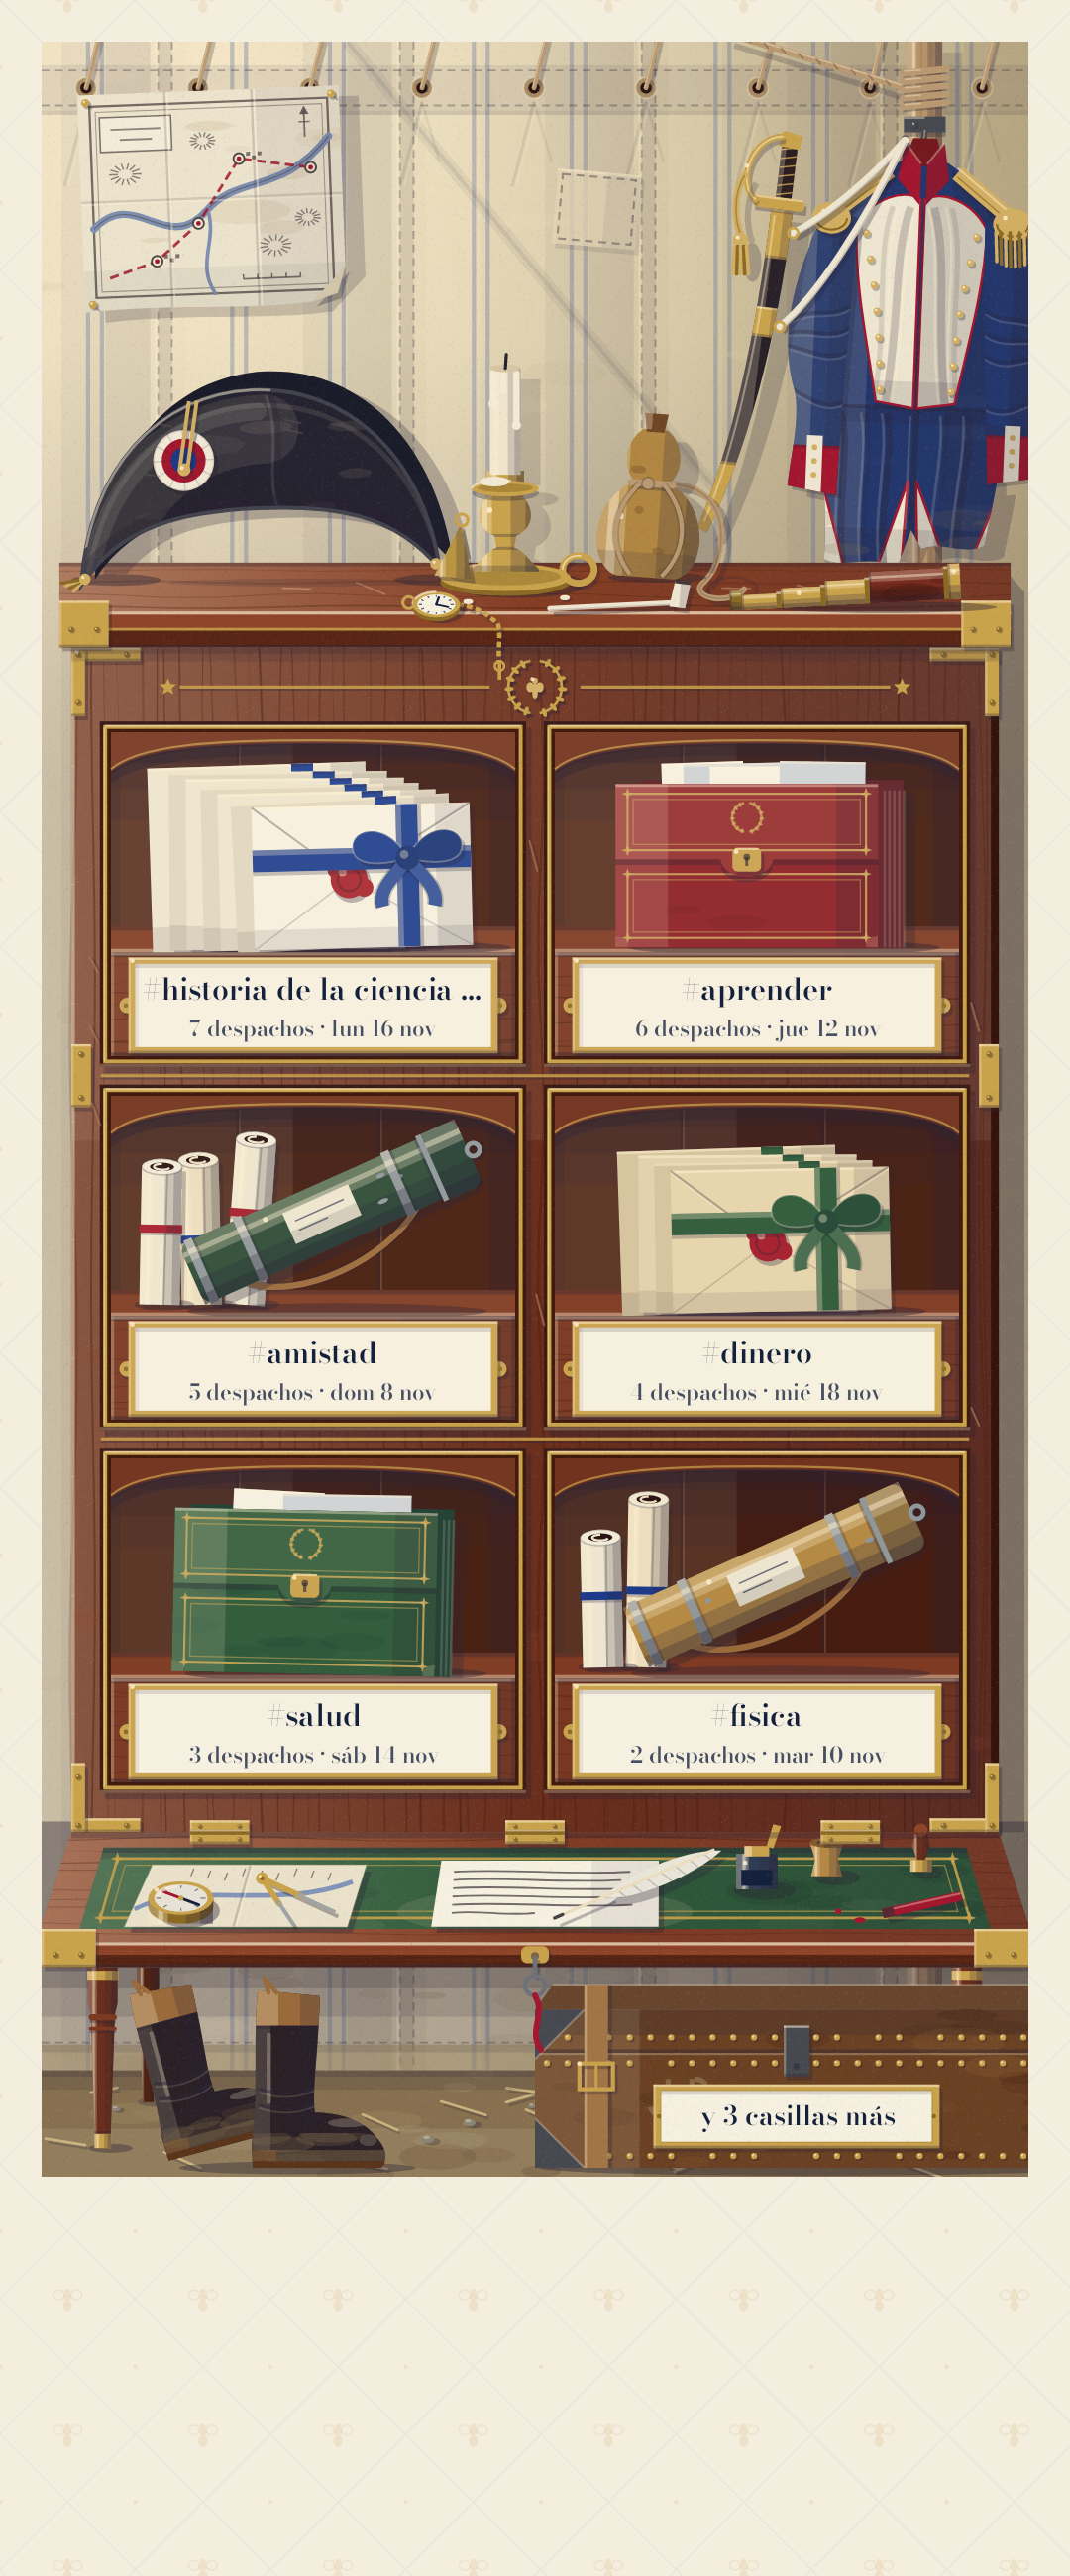 #historia de la ciencia ...
7 despachos · lun 16 nov
#aprender
6 despachos · jue 12 nov
#amistad
5 despachos · dom 8 nov
#dinero
4 despachos · mié 18 nov
#salud
3 despachos · sáb 14 nov
#fisica
2 despachos · mar 10 nov
y 3 casillas más